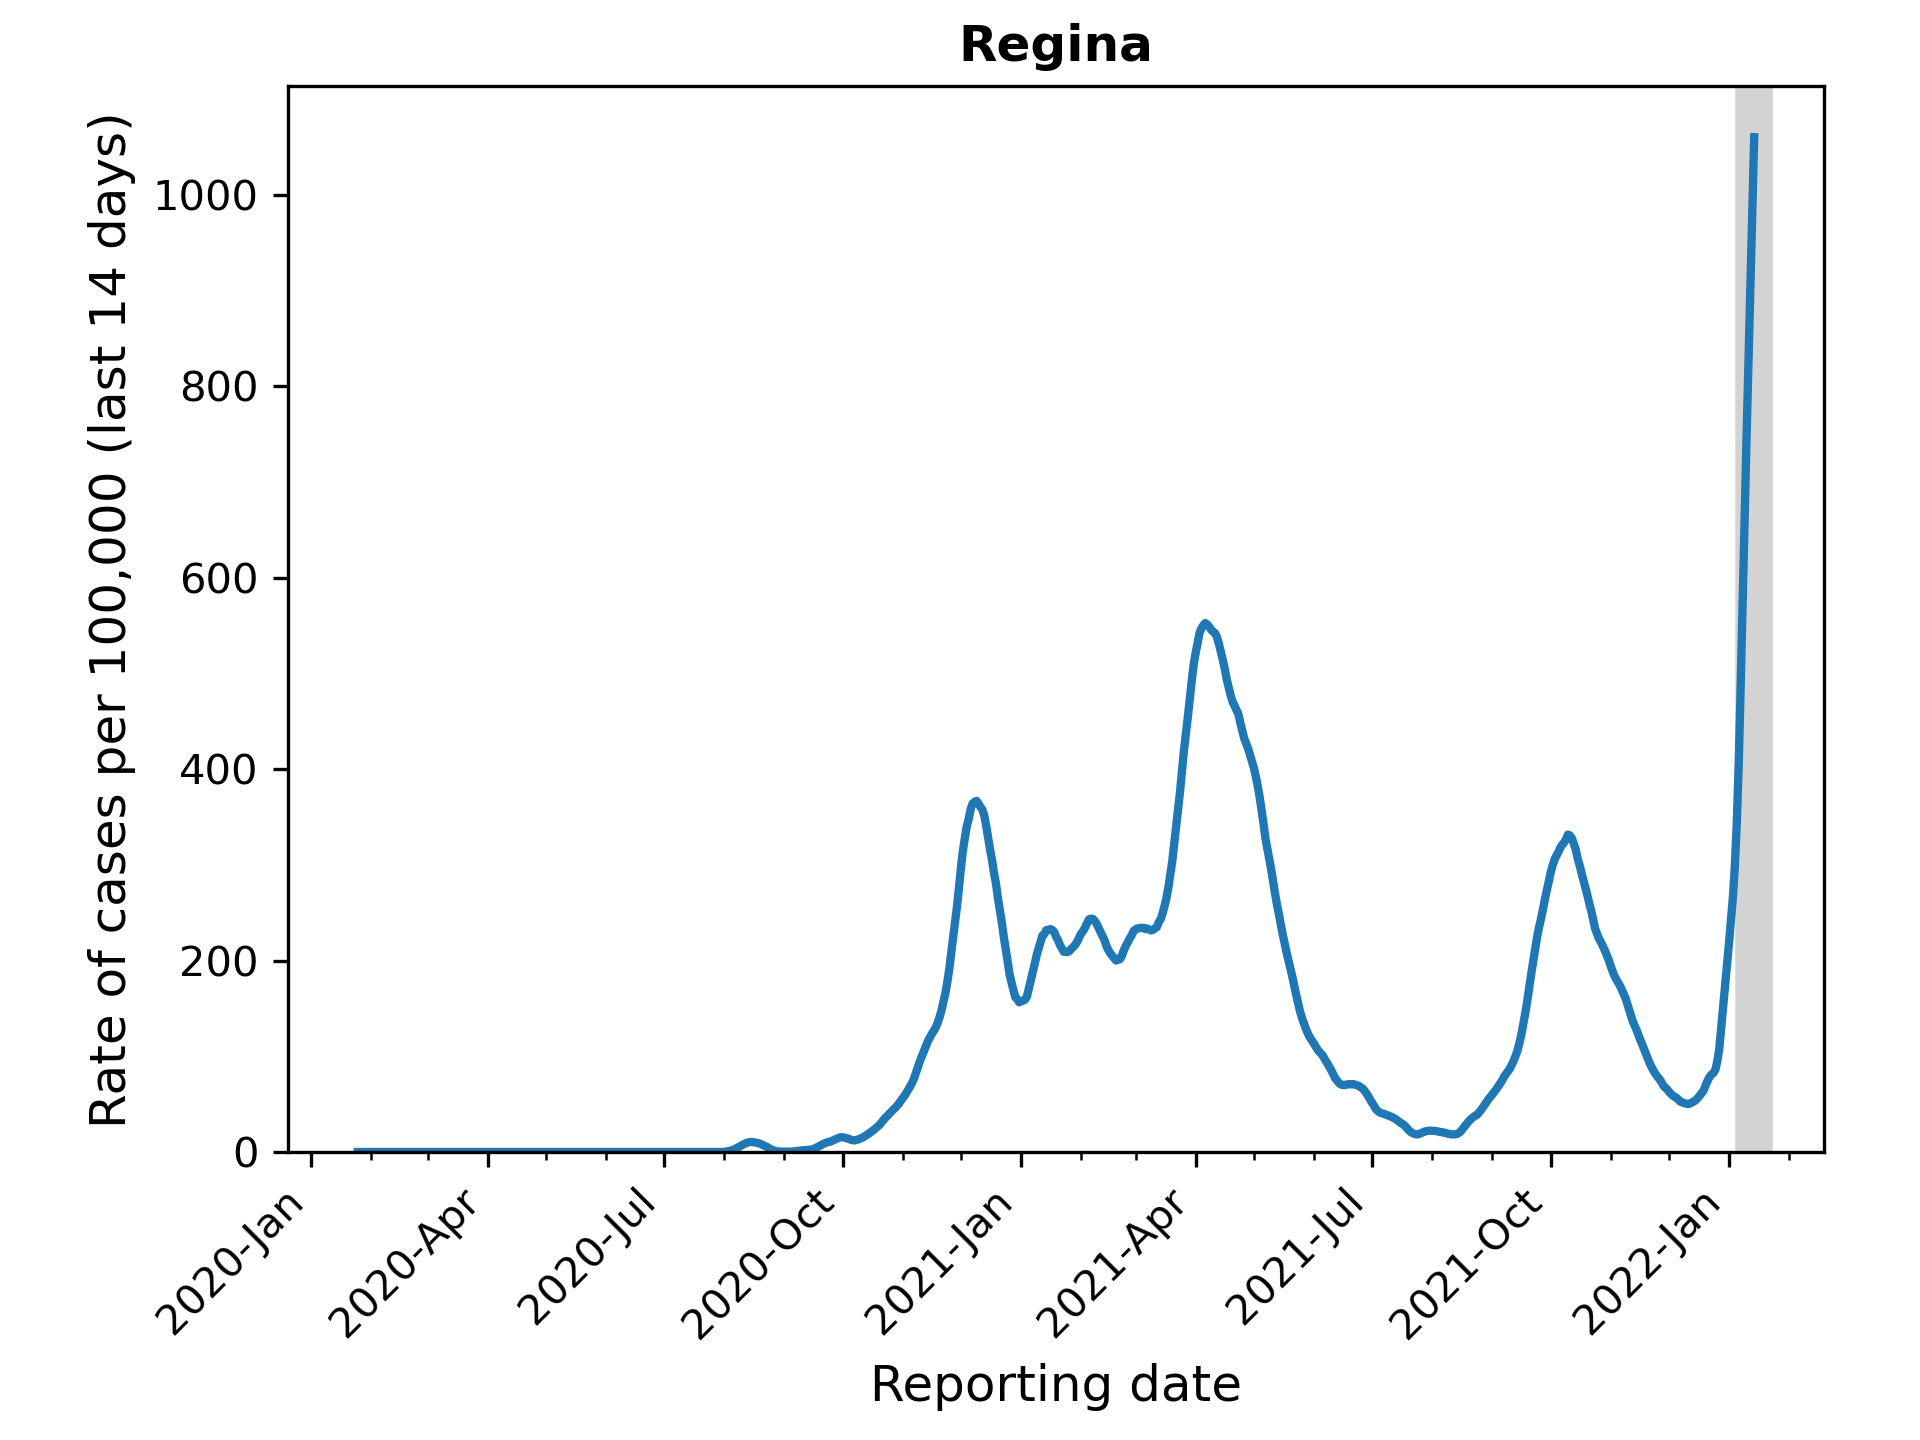 Regina
Rate of cases per 100,000 (last 14 days)
1000
800
600
400
200
0
2020-Jan
2020-Apr
2020-Jul
2020-Oct
2021-Jan
2021-Apr
2021-Jul
2021-Oct
2022-Jan
Reporting date